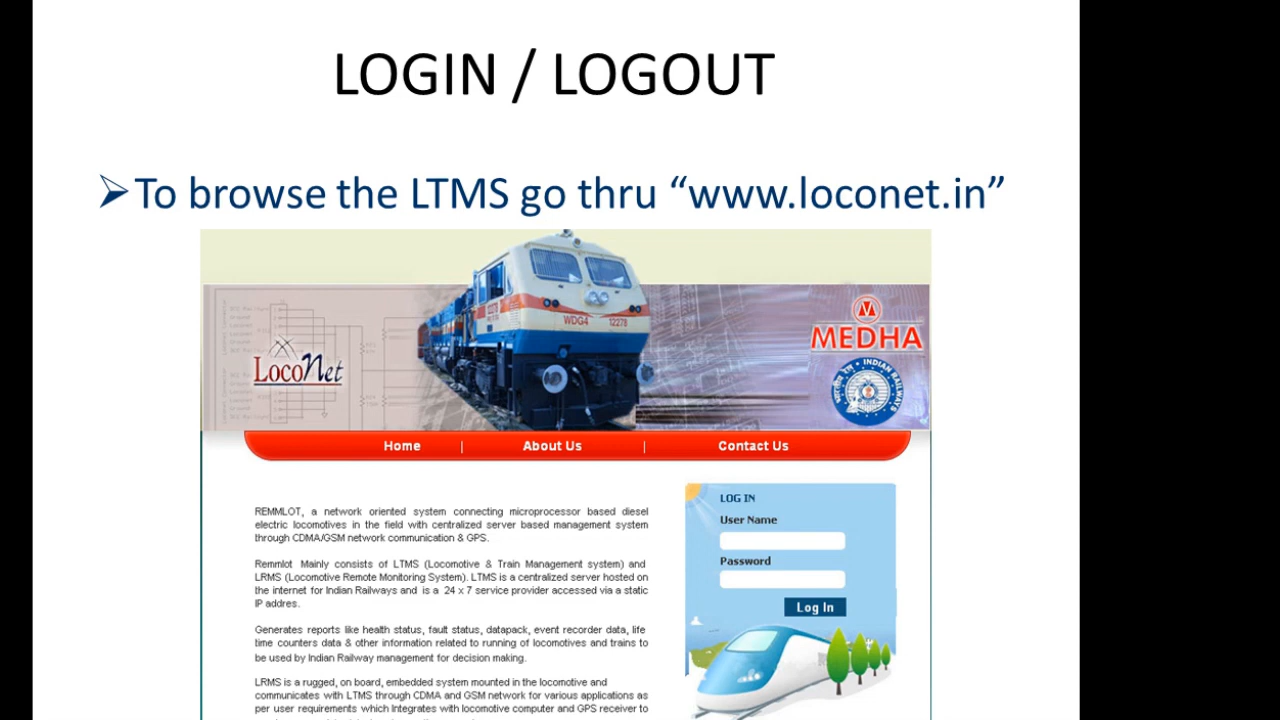 LOGIN / LOGOUT
➢To browse the LTMS go thru “www.loconet.in”
WDG4 12278
LocoNet
MEDHA
INDIAN RAILWAYS
भारतीय रेल
Home | About Us | Contact Us
LOG IN
User Name
Password
Log In
REMMLOT, a network oriented system connecting microprocessor based diesel
electric locomotives in the field with centralized server based management system
through CDMA/GSM network communication & GPS.
Remmlot Mainly consists of LTMS (Locomotive & Train Management system) and
LRMS (Locomotive Remote Monitoring System). LTMS is a centralized server hosted on
the internet for Indian Railways and is a 24 x 7 service provider accessed via a static
IP addres.
Generates reports like health status, fault status, datapack, event recorder data, life
time counters data & other information related to running of locomotives and trains to
be used by Indian Railway management for decision making.
LRMS is a rugged, on board, embedded system mounted in the locomotive and
communicates with LTMS through CDMA and GSM network for various applications as
per user requirements which Integrates with locomotive computer and GPS receiver to